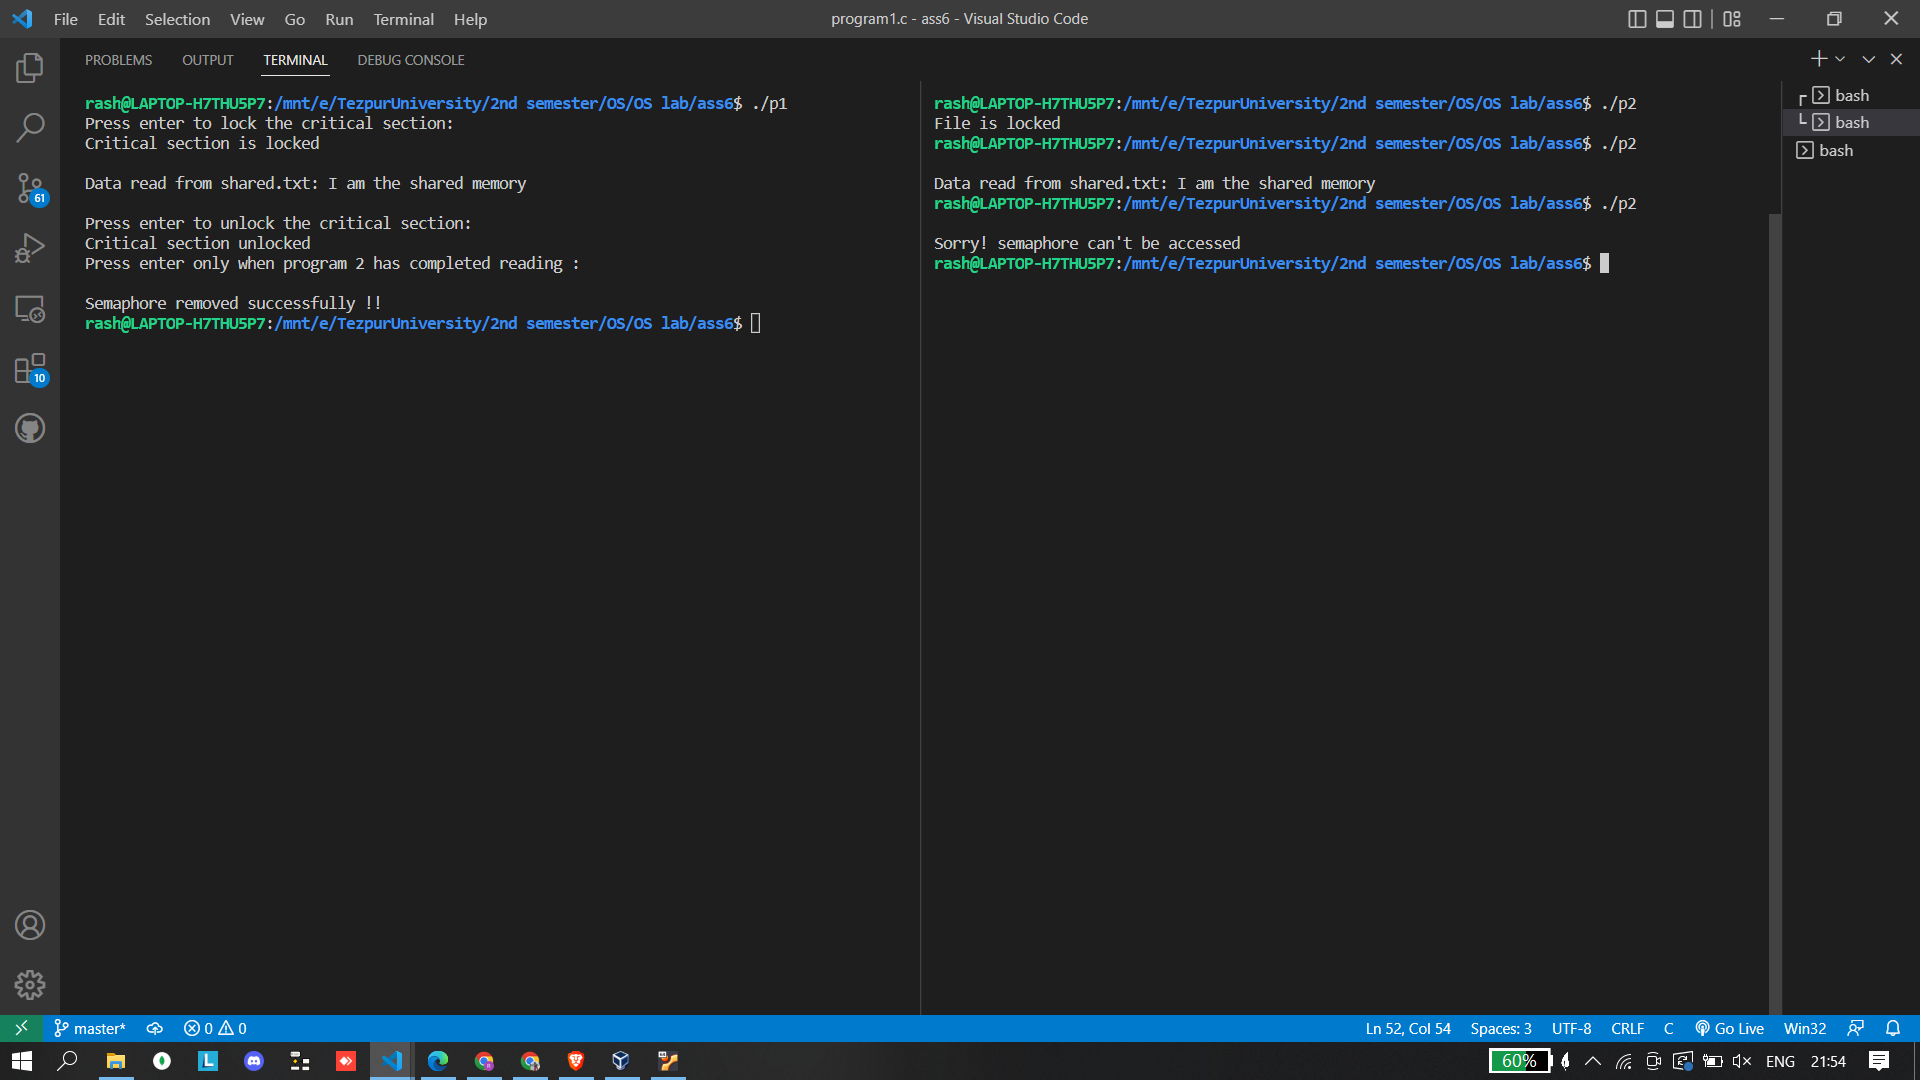 File Edit Selection View Go Run Terminal Help
program1.c - ass6 - Visual Studio Code
PROBLEMS OUTPUT TERMINAL DEBUG CONSOLE
rash@LAPTOP-H7THU5P7:/mnt/e/TezpurUniversity/2nd semester/OS/OS lab/ass6$ ./p1
Press enter to lock the critical section:
Critical section is locked
Data read from shared.txt: I am the shared memory
Press enter to unlock the critical section:
Critical section unlocked
Press enter only when program 2 has completed reading :
Semaphore removed successfully !!
rash@LAPTOP-H7THU5P7:/mnt/e/TezpurUniversity/2nd semester/OS/OS lab/ass6$
rash@LAPTOP-H7THU5P7:/mnt/e/TezpurUniversity/2nd semester/OS/OS lab/ass6$ ./p2
File is locked
rash@LAPTOP-H7THU5P7:/mnt/e/TezpurUniversity/2nd semester/OS/OS lab/ass6$ ./p2
Data read from shared.txt: I am the shared memory
rash@LAPTOP-H7THU5P7:/mnt/e/TezpurUniversity/2nd semester/OS/OS lab/ass6$ ./p2
Sorry! semaphore can't be accessed
rash@LAPTOP-H7THU5P7:/mnt/e/TezpurUniversity/2nd semester/OS/OS lab/ass6$
bash
bash
bash
61
10
master* 0 0
Ln 52, Col 54 Spaces: 3 UTF-8 CRLF C Go Live Win32
L
60% ENG 21:54